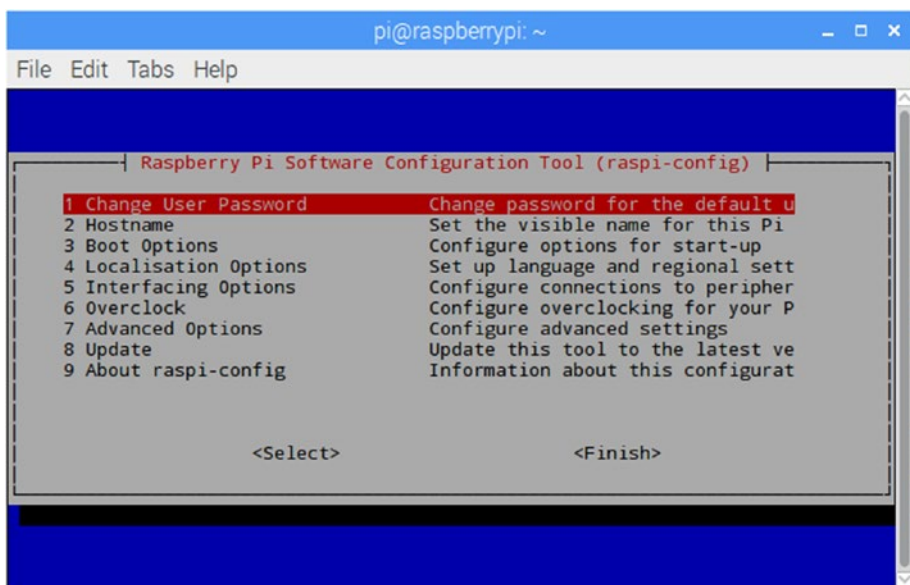 pi@raspberrypi: ~
File Edit Tabs Help
Raspberry Pi Software Configuration Tool (raspi-config)
1 Change User Password Change password for the default u
2 Hostname Set the visible name for this Pi
3 Boot Options Configure options for start-up
4 Localisation Options Set up language and regional sett
5 Interfacing Options Configure connections to peripher
6 Overclock Configure overclocking for your P
7 Advanced Options Configure advanced settings
8 Update Update this tool to the latest ve
9 About raspi-config Information about this configurat
<Select> <Finish>